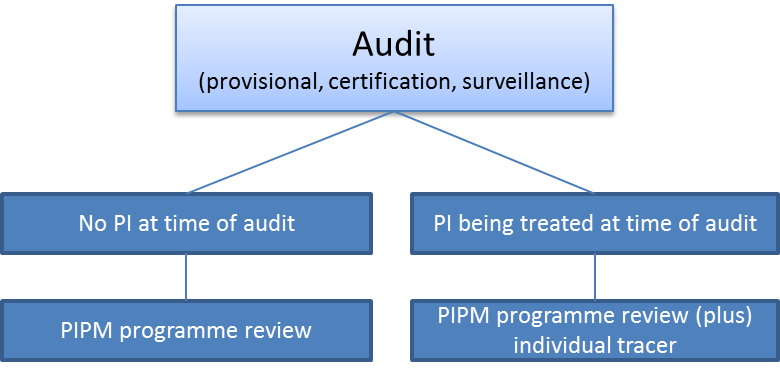 Audit
(provisional, certification, surveillance)
No PI at time of audit
PI being treated at time of audit
PIPM programme review
PIPM programme review (plus)
individual tracer